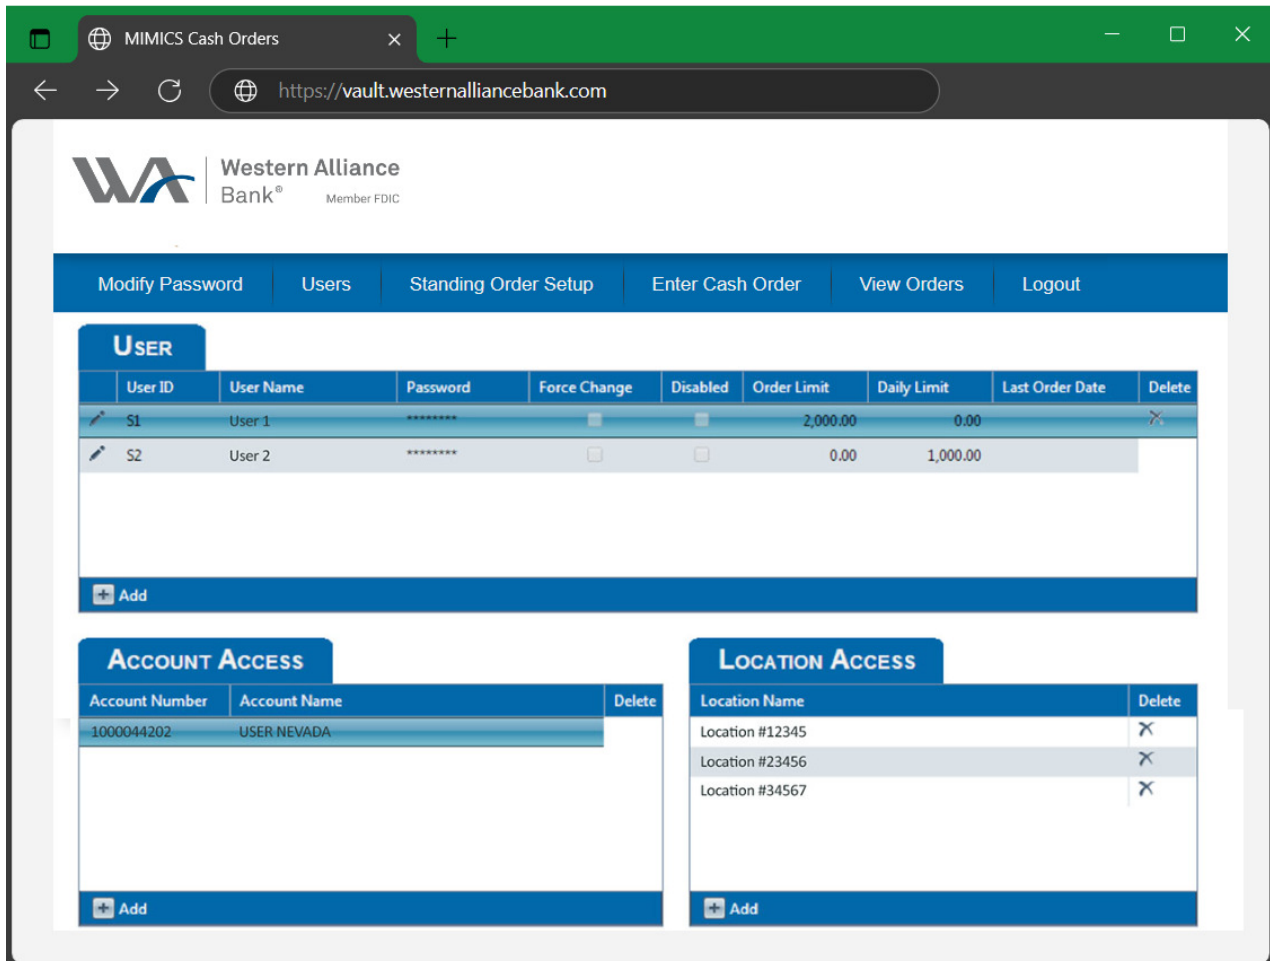 MIMICS Cash Orders
https://vault.westernalliancebank.com
WA Western Alliance
Bank® Member FDIC
Modify Password Users Standing Order Setup Enter Cash Order View Orders Logout
USER
User ID User Name Password Force Change Disabled Order Limit Daily Limit Last Order Date Delete
S1 User 1 ******** 2,000.00 0.00
S2 User 2 ******** 0.00 1,000.00
Add
ACCOUNT ACCESS
Account Number Account Name Delete
1000044202 USER NEVADA
Add
LOCATION ACCESS
Location Name Delete
Location #12345
Location #23456
Location #34567
Add